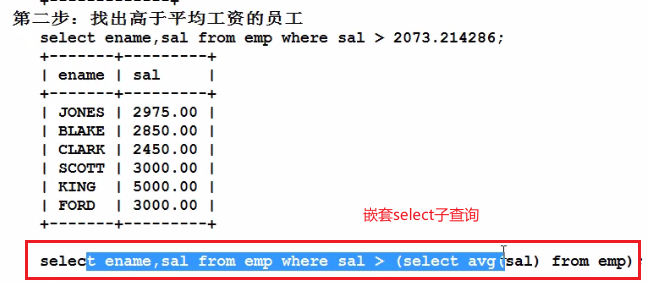 +-------------+
第二步：找出高于平均工资的员工
select ename,sal from emp where sal > 2073.214286;
+-------+---------+
| ename | sal     |
+-------+---------+
| JONES | 2975.00 |
| BLAKE | 2850.00 |
| CLARK | 2450.00 |
| SCOTT | 3000.00 |
| KING  | 5000.00 |
| FORD  | 3000.00 |
+-------+---------+
嵌套select子查询
select ename,sal from emp where sal > (select avg(sal) from emp)